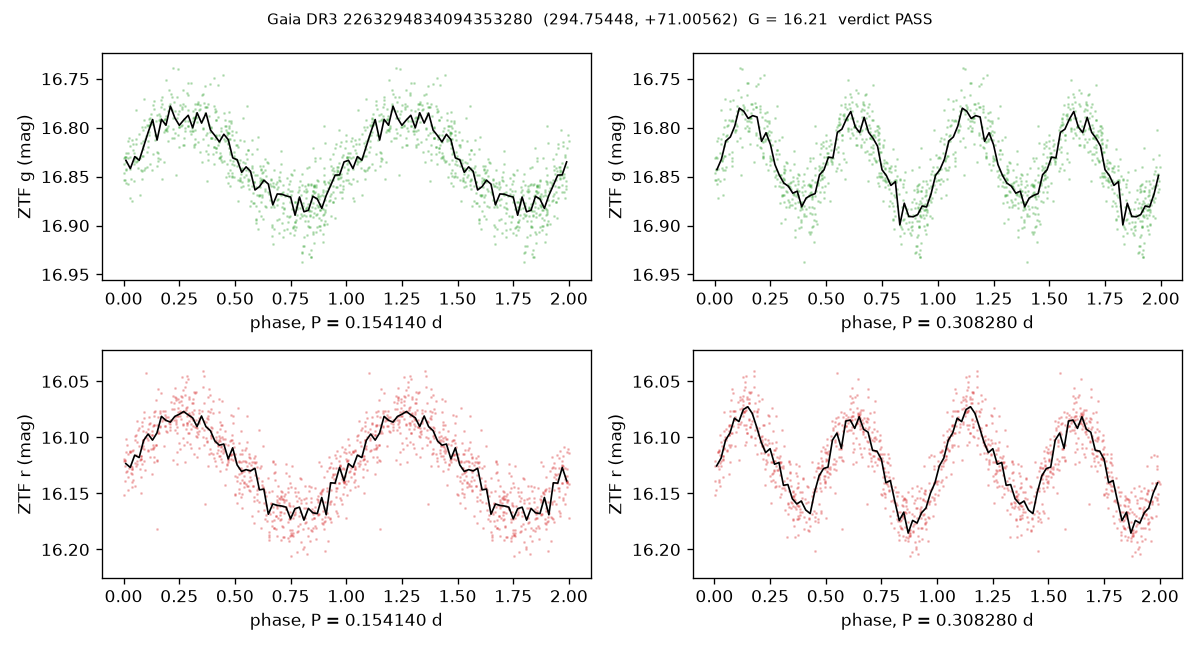 Gaia DR3 2263294834094353280  (294.75448, +71.00562)  G = 16.21  verdict PASS
ZTF g (mag)
16.75
16.80
16.85
16.90
16.95
0.00 0.25 0.50 0.75 1.00 1.25 1.50 1.75 2.00
phase, P = 0.154140 d
ZTF g (mag)
16.75
16.80
16.85
16.90
16.95
0.00 0.25 0.50 0.75 1.00 1.25 1.50 1.75 2.00
phase, P = 0.308280 d
ZTF r (mag)
16.05
16.10
16.15
16.20
0.00 0.25 0.50 0.75 1.00 1.25 1.50 1.75 2.00
phase, P = 0.154140 d
ZTF r (mag)
16.05
16.10
16.15
16.20
0.00 0.25 0.50 0.75 1.00 1.25 1.50 1.75 2.00
phase, P = 0.308280 d